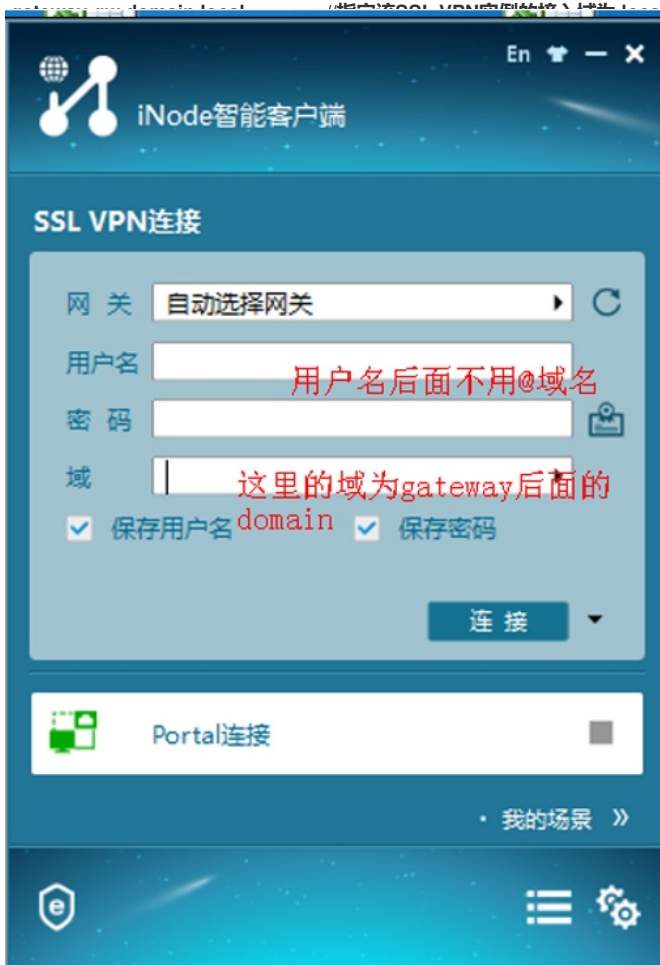 En
iNode智能客户端
SSL VPN连接
网 关 自动选择网关
用户名
用户名后面不用@域名
密 码
域
这里的域为gateway后面的
domain
保存用户名
保存密码
连 接
Portal连接
· 我的场景 »